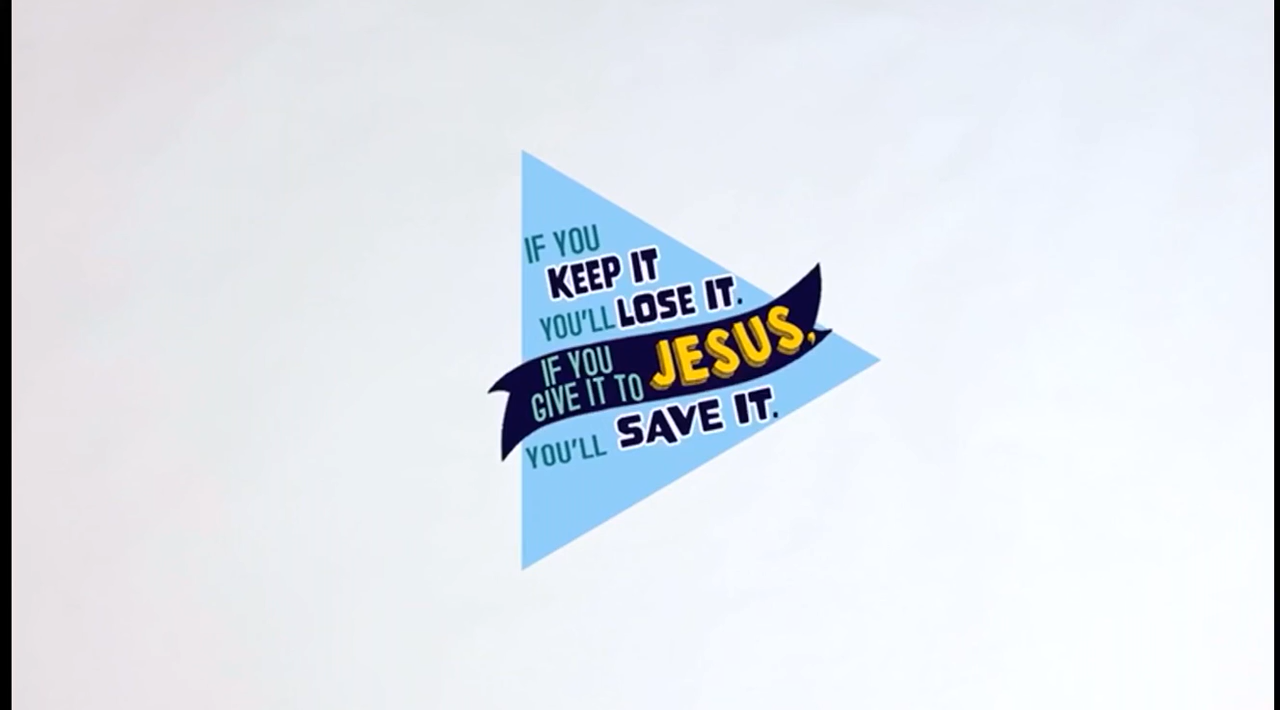 IF YOU
KEEP IT
YOU'LL LOSE IT.
IF YOU
GIVE IT TO JESUS,
YOU'LL SAVE IT.